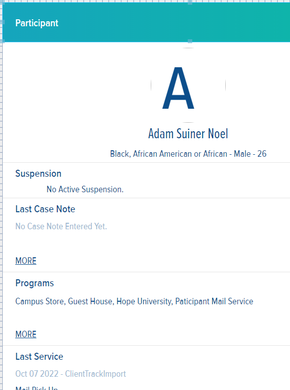 Participant
A
Adam Suiner Noel
Black, African American or African - Male - 26
Suspension
No Active Suspension.
Last Case Note
No Case Note Entered Yet.
MORE
Programs
Campus Store, Guest House, Hope University, Paticipant Mail Service
MORE
Last Service
Oct 07 2022 - ClientTrackImport
Mail Pick Up